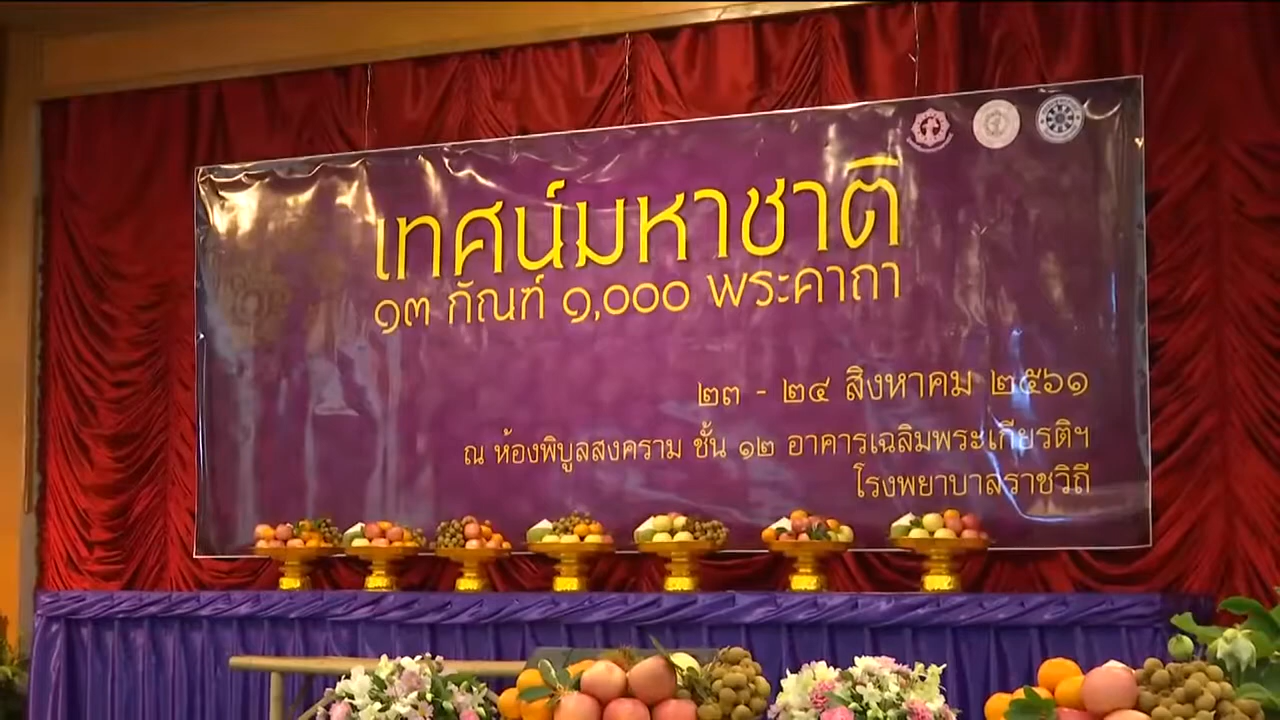 เทศน์มหาชาติ
๑๓ กัณฑ์ ๑,๐๐๐ พระคาถา
๒๓ - ๒๔ สิงหาคม ๒๕๖๑
ณ ห้องพิบูลสงคราม ชั้น ๑๒ อาคารเฉลิมพระเกียรติฯ
โรงพยาบาลราชวิถี